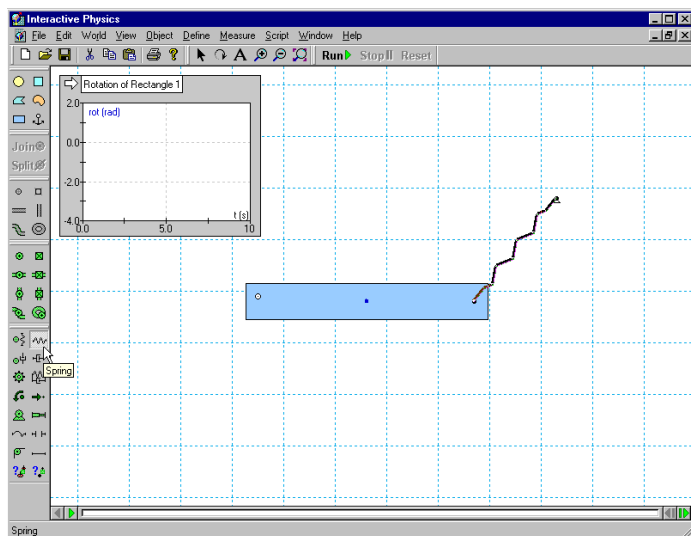 Interactive Physics
File Edit World View Object Define Measure Script Window Help
A Run Stop Reset
Rotation of Rectangle 1
2.0
rot (rad)
0.0
-2.0
t (s)
-4.0
0.0 5.0 10
Join
Split
Spring
Spring